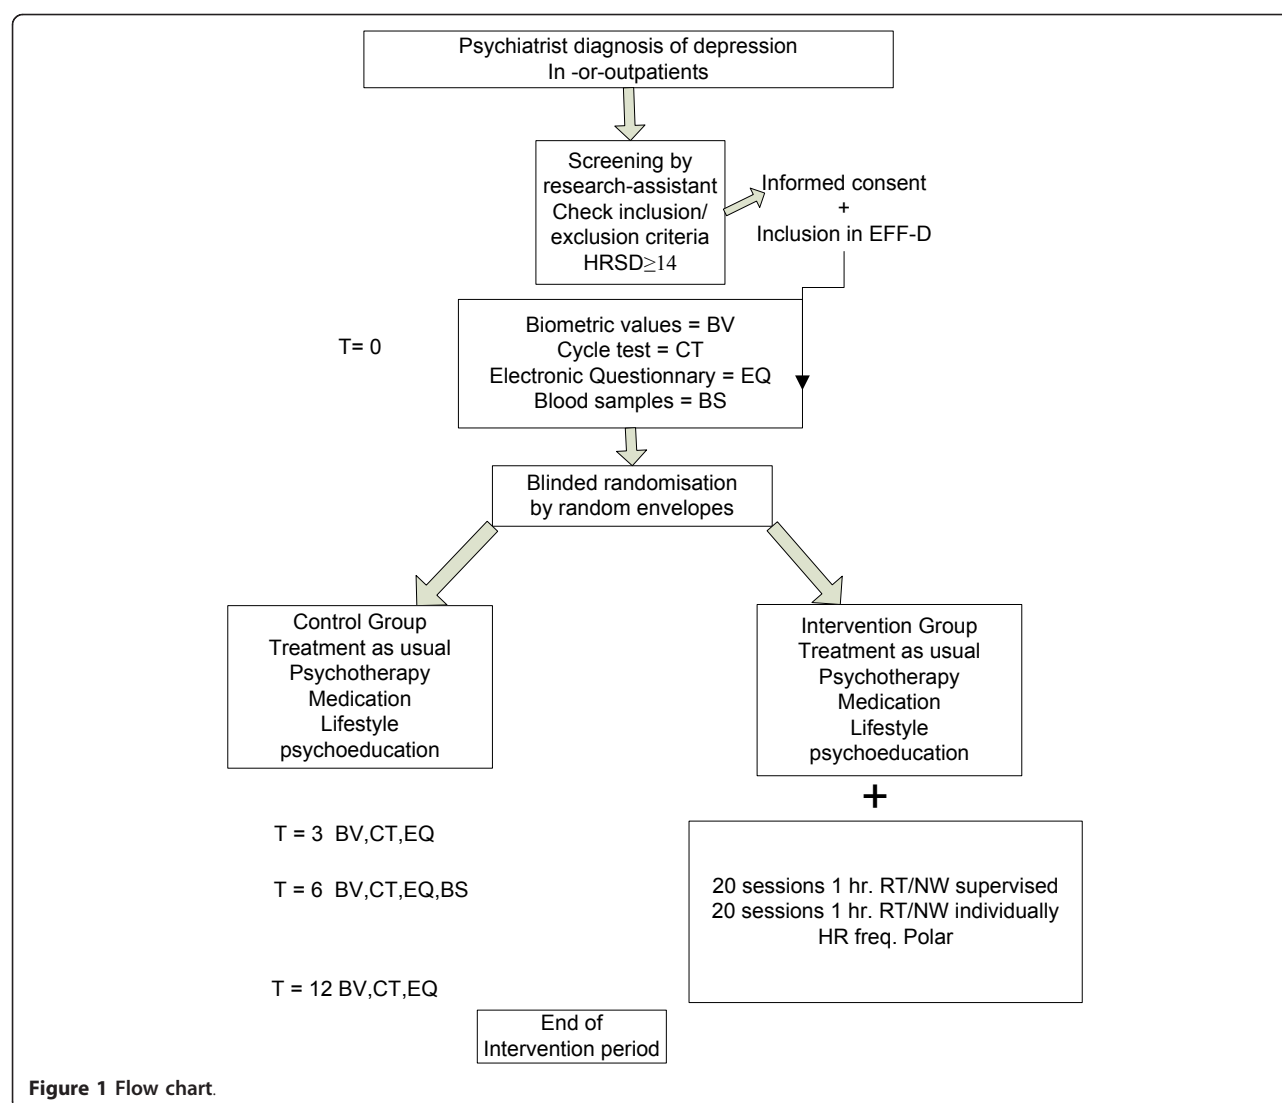 Psychiatrist diagnosis of depression
In -or-outpatients
Screening by
research-assistant
Check inclusion/
exclusion criteria
HRSD≥14
Informed consent
+
Inclusion in EFF-D
T= 0
Biometric values = BV
Cycle test = CT
Electronic Questionnary = EQ
Blood samples = BS
Blinded randomisation
by random envelopes
Control Group
Treatment as usual
Psychotherapy
Medication
Lifestyle
psychoeducation
Intervention Group
Treatment as usual
Psychotherapy
Medication
Lifestyle
psychoeducation
+
T = 3 BV,CT,EQ
T = 6 BV,CT,EQ,BS
T = 12 BV,CT,EQ
20 sessions 1 hr. RT/NW supervised
20 sessions 1 hr. RT/NW individually
HR freq. Polar
End of
Intervention period
Figure 1 Flow chart.